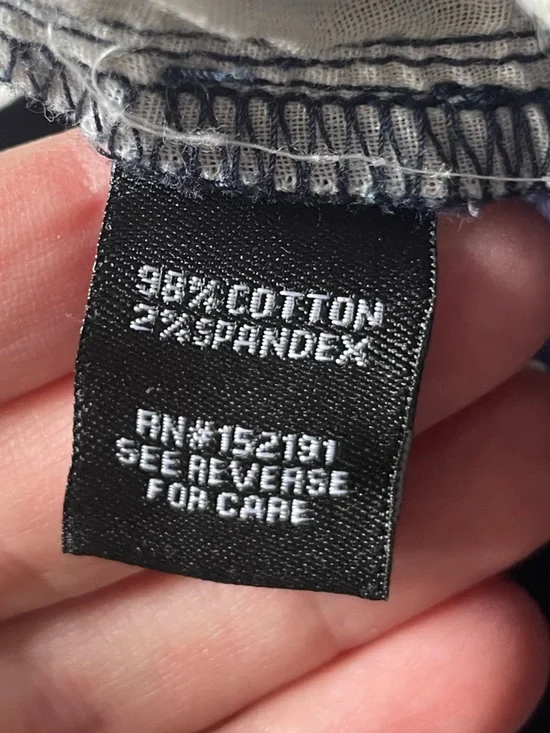 98% COTTON
2% SPANDEX
RN#152191
SEE REVERSE
FOR CARE